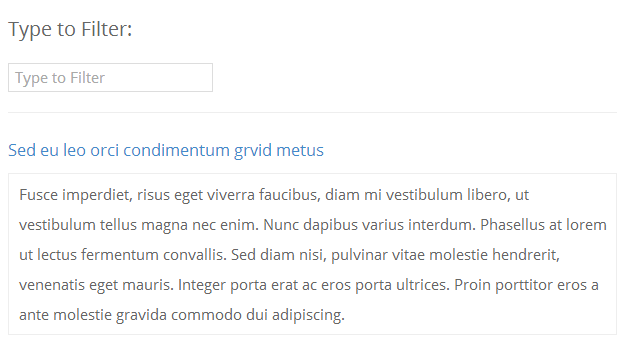 Type to Filter:
Type to Filter
Sed eu leo orci condimentum grvid metus
Fusce imperdiet, risus eget viverra faucibus, diam mi vestibulum libero, ut
vestibulum tellus magna nec enim. Nunc dapibus varius interdum. Phasellus at lorem
ut lectus fermentum convallis. Sed diam nisi, pulvinar vitae molestie hendrerit,
venenatis eget mauris. Integer porta erat ac eros porta ultrices. Proin porttitor eros a
ante molestie gravida commodo dui adipiscing.